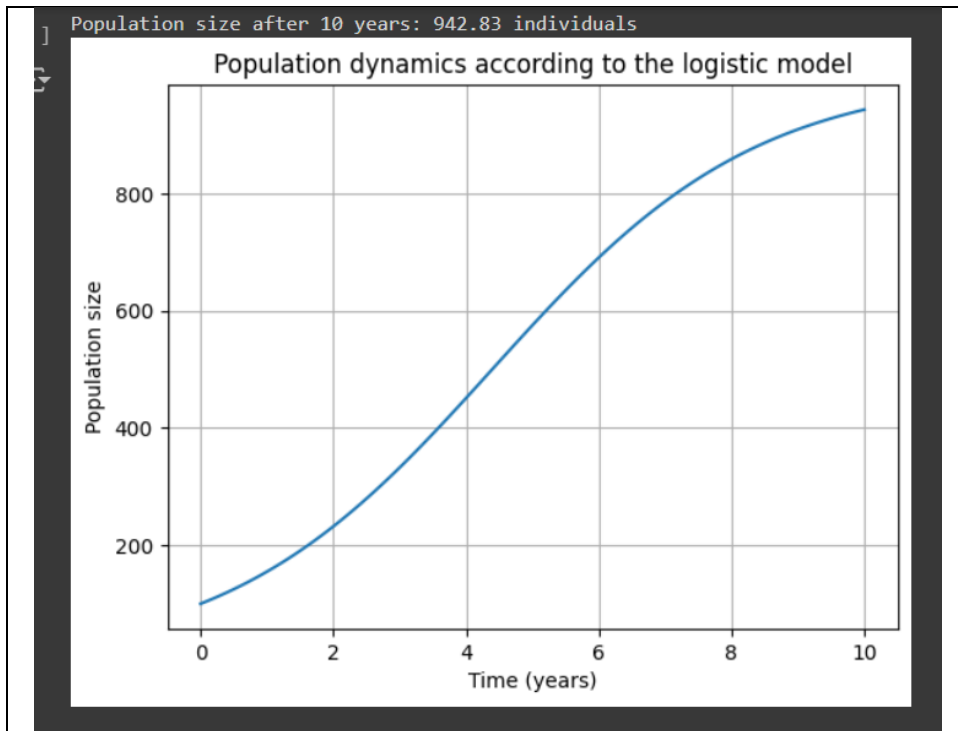 Population size after 10 years: 942.83 individuals
]
Population dynamics according to the logistic model
800
600
400
200
Population size
0 2 4 6 8 10
Time (years)